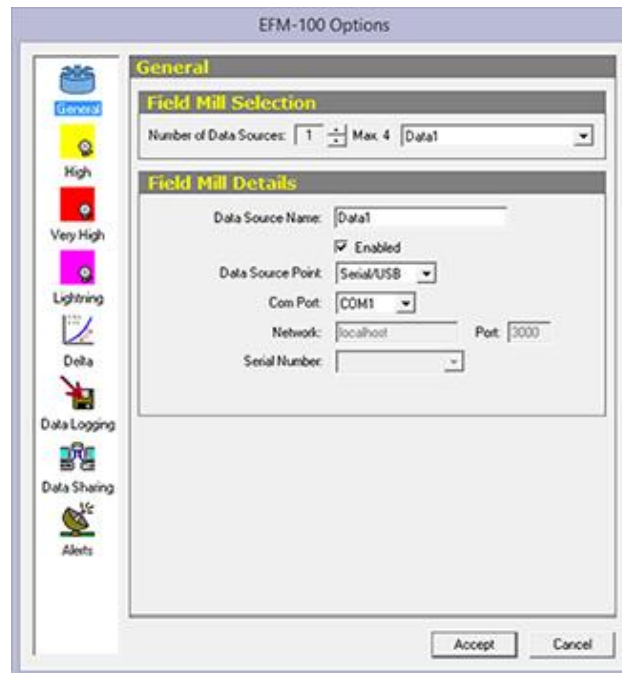 EFM-100 Options
General
High
Very High
Lightning
Delta
Data Logging
Data Sharing
Alerts
General
Field Mill Selection
Number of Data Sources: 1 Max. 4 Data1
Field Mill Details
Data Source Name: Data1
Enabled
Data Source Point: Serial/USB
Com Port: COM1
Network: localhost Port: 3000
Serial Number:
Accept Cancel